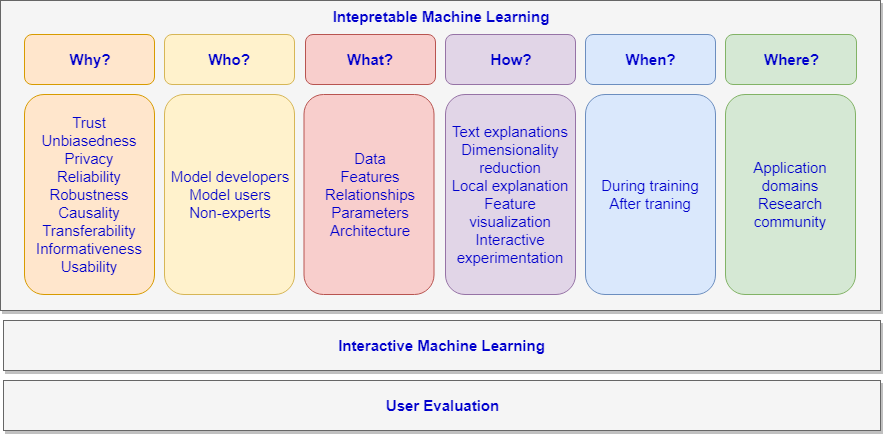 Intepretable Machine Learning
Why?
Who?
What?
How?
When?
Where?
Trust
Unbiasedness
Privacy
Reliability
Robustness
Causality
Transferability
Informativeness
Usability
Model developers
Model users
Non-experts
Data
Features
Relationships
Parameters
Architecture
Text explanations
Dimensionality
reduction
Local explanation
Feature
visualization
Interactive
experimentation
During training
After traning
Application
domains
Research
community
Interactive Machine Learning
User Evaluation